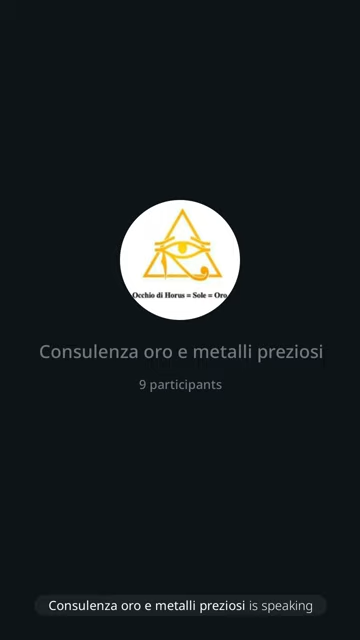 Occhio di Horus = Sole = Oro
Consulenza oro e metalli preziosi
9 participants
Consulenza oro e metalli preziosi is speaking